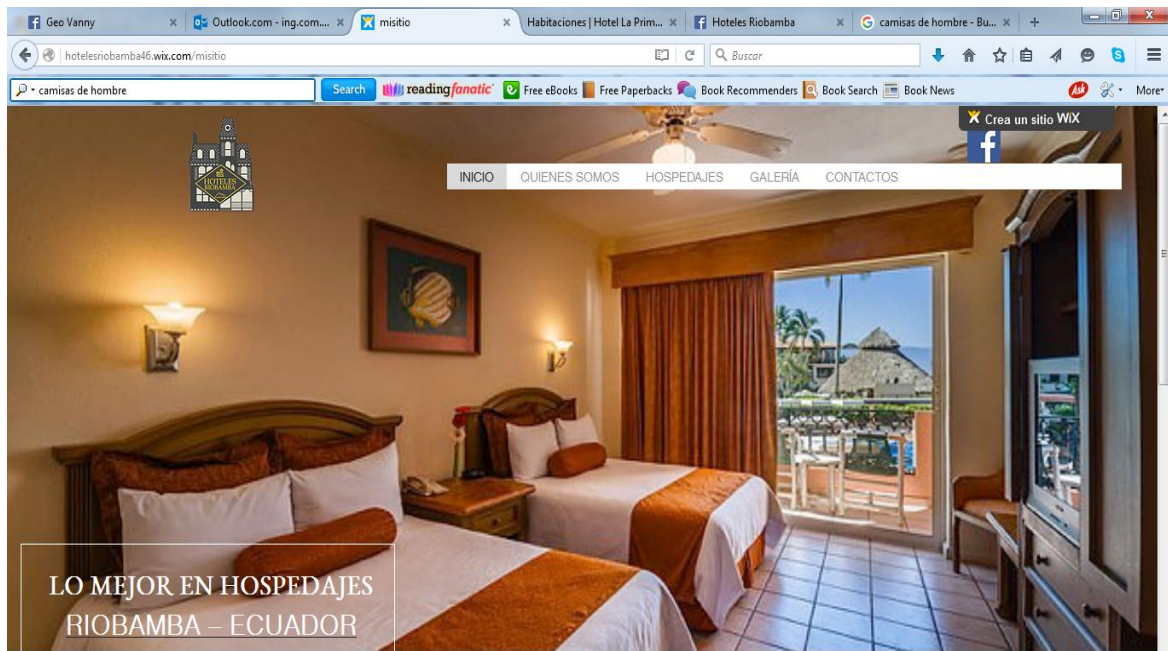 Geo Vanny
Outlook.com - ing.com....
misitio
Habitaciones | Hotel La Prim...
Hoteles Riobamba
camisas de hombre - Bu...
hotelesriobamba46.wix.com/misitio
Buscar
camisas de hombre
Search
readingfanatic
Free eBooks
Free Paperbacks
Book Recommenders
Book Search
Book News
Ask
More
Crea un sitio WiX
HOTELES
RIOBAMBA
INICIO
QUIENES SOMOS
HOSPEDAJES
GALERÍA
CONTACTOS
LO MEJOR EN HOSPEDAJES
RIOBAMBA – ECUADOR